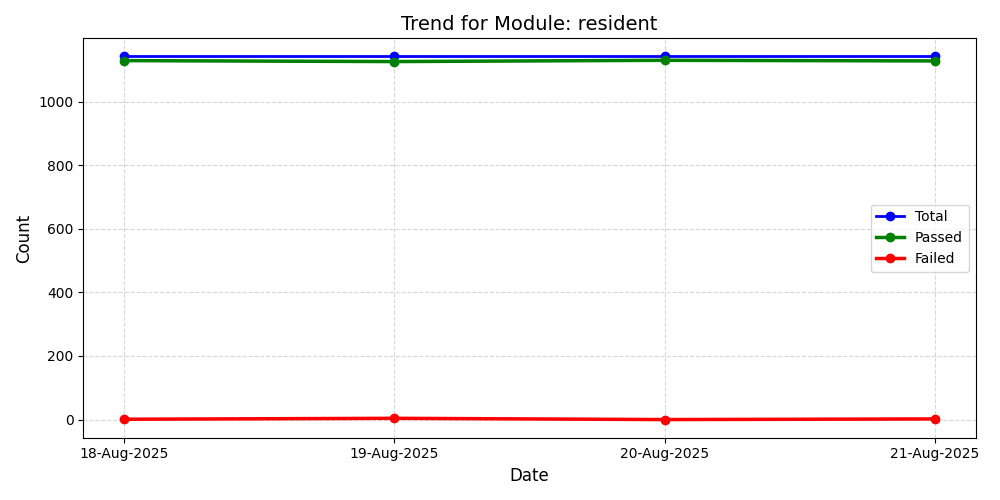 Trend for Module: resident
Count
1000
800
600
400
200
0
Total
Passed
Failed
18-Aug-2025
19-Aug-2025
20-Aug-2025
21-Aug-2025
Date